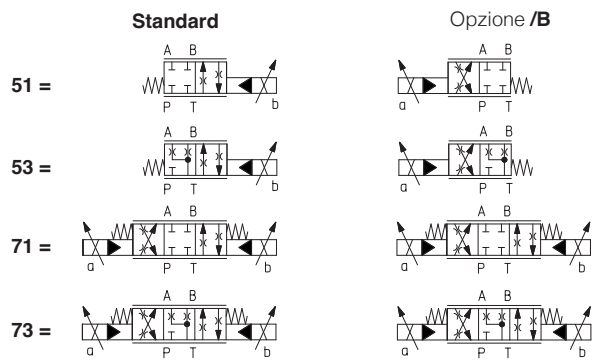 Standard Opzione /B
A B A B
51 =
b a
P T P T
A B A B
53 =
b a
P T P T
A B A B
71 =
a b a b
P T P T
A B A B
73 =
a b a b
P T P T